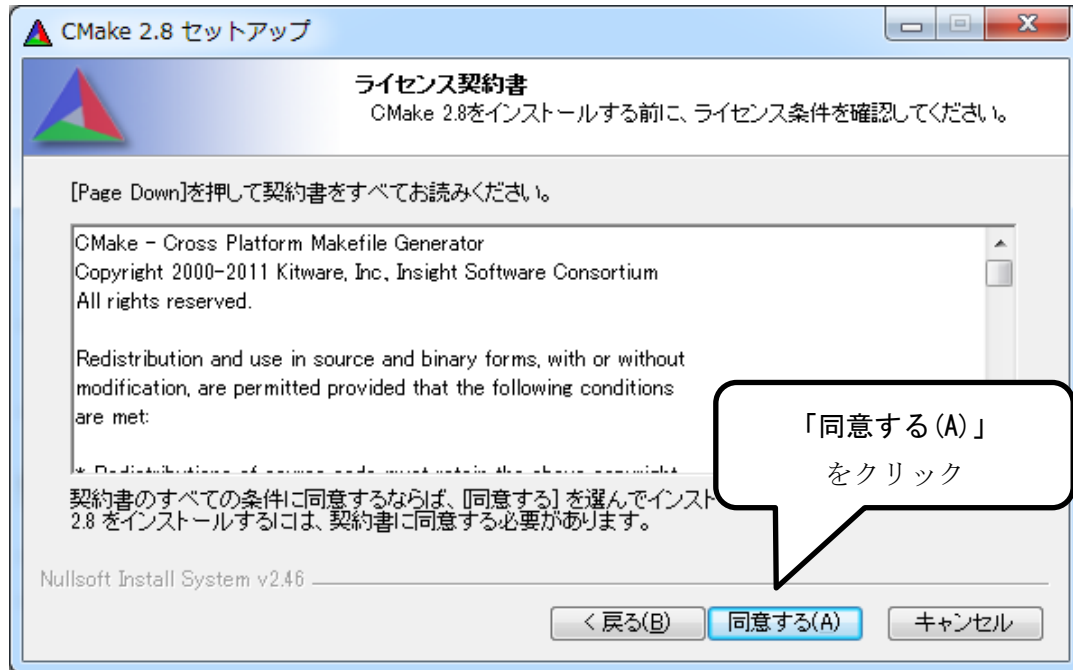 CMake 2.8 セットアップ
ライセンス契約書
CMake 2.8をインストールする前に、ライセンス条件を確認してください。
[Page Down]を押して契約書をすべてお読みください。
CMake - Cross Platform Makefile Generator
Copyright 2000-2011 Kitware, Inc., Insight Software Consortium
All rights reserved.
Redistribution and use in source and binary forms, with or without
modification, are permitted provided that the following conditions
are met:
* Redistributions of source code must retain the above copyright
契約書のすべての条件に同意するならば、[同意する] を選んでインスト
2.8 をインストールするには、契約書に同意する必要があります。
「同意する(A)」
をクリック
Nullsoft Install System v2.46
< 戻る(B)
同意する(A)
キャンセル